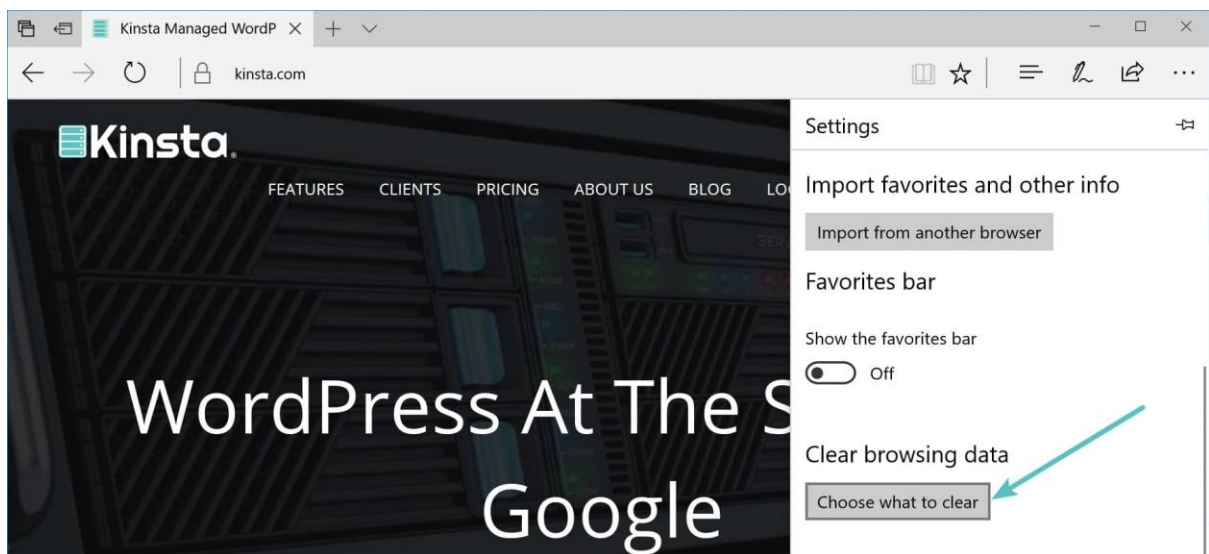 Kinsta Managed WordP
kinsta.com
Kinsta
FEATURES CLIENTS PRICING ABOUT US BLOG LO
WordPress At The S
Google
Settings
Import favorites and other info
Import from another browser
Favorites bar
Show the favorites bar
Off
Clear browsing data
Choose what to clear